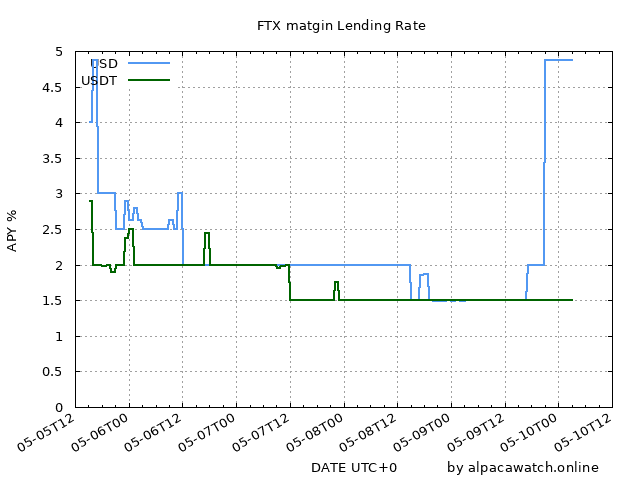 FTX matgin Lending Rate
APY %
5
4.5
4
3.5
3
2.5
2
1.5
1
0.5
0
USD
USDT
05-05T12
05-06T00
05-06T12
05-07T00
05-07T12
05-08T00
05-08T12
05-09T00
05-09T12
05-10T00
05-10T12
DATE UTC+0
by alpacawatch.online